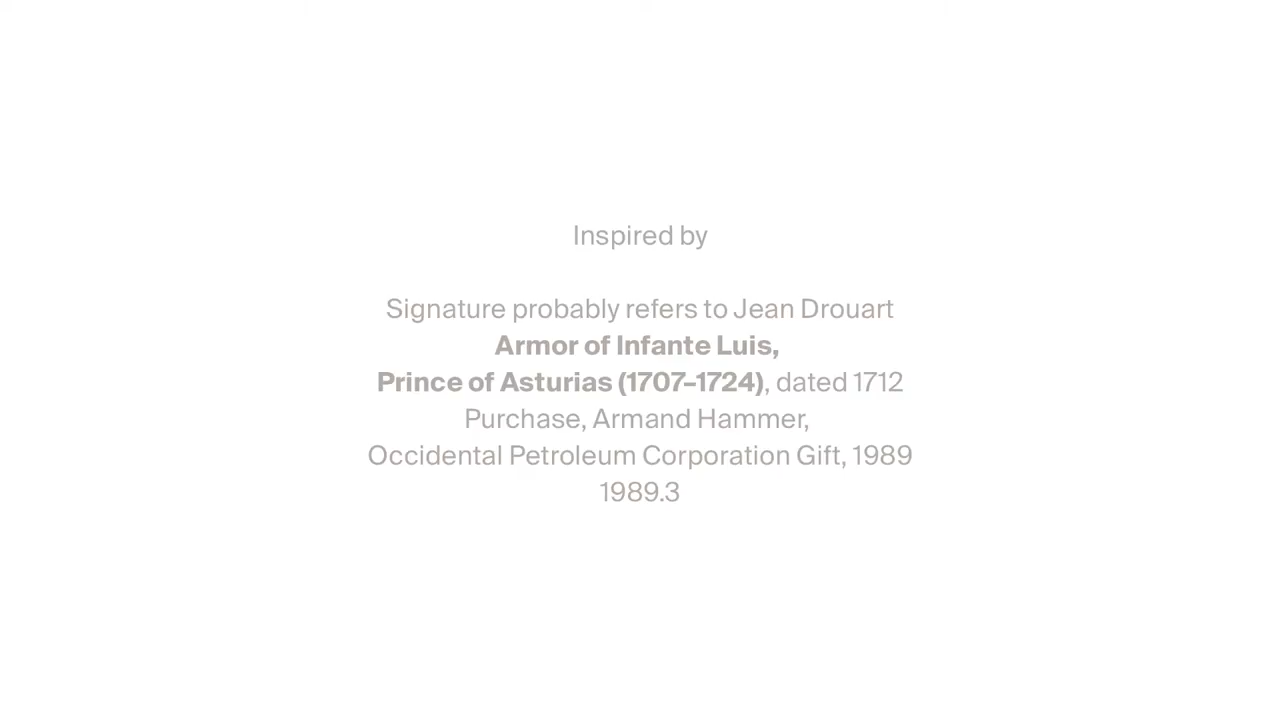 Inspired by
Signature probably refers to Jean Drouart
Armor of Infante Luis,
Prince of Asturias (1707–1724), dated 1712
Purchase, Armand Hammer,
Occidental Petroleum Corporation Gift, 1989
1989.3